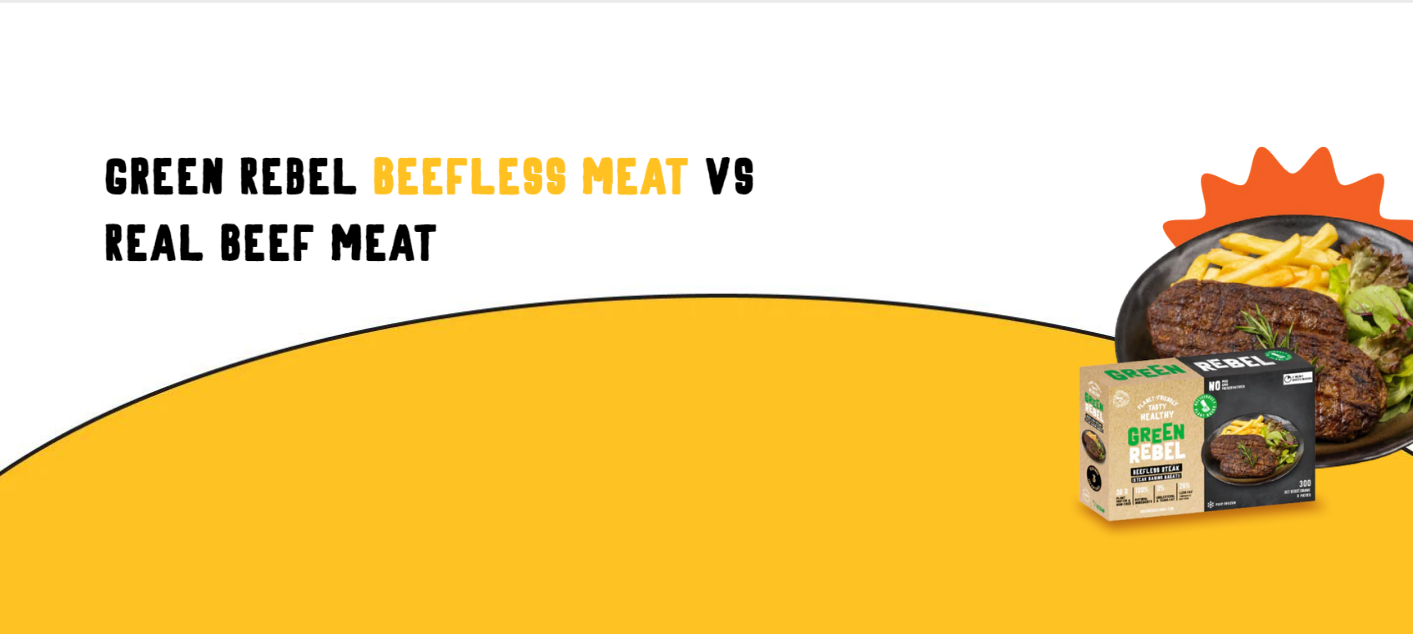 GREEN REBEL BEEFLESS MEAT VS
REAL BEEF MEAT
GREEN REBEL
NO
PLANET-FRIENDLY
TASTY
HEALTHY
GREEN
REBEL
BEEFLESS STEAK
STEAK DAGING NABATI
300